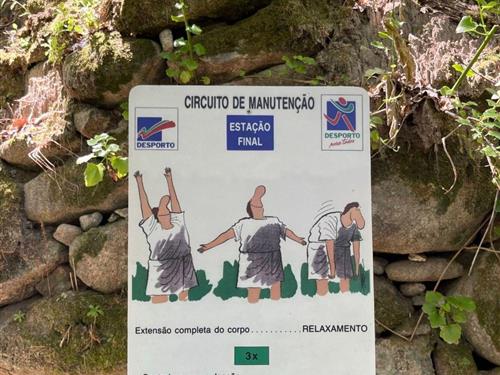 CIRCUITO DE MANUTENÇÃO
DESPORTO
ESTAÇÃO
FINAL
DESPORTO
para Todos
Extensão completa do corpo . . . . . . . . . . RELAXAMENTO
3x